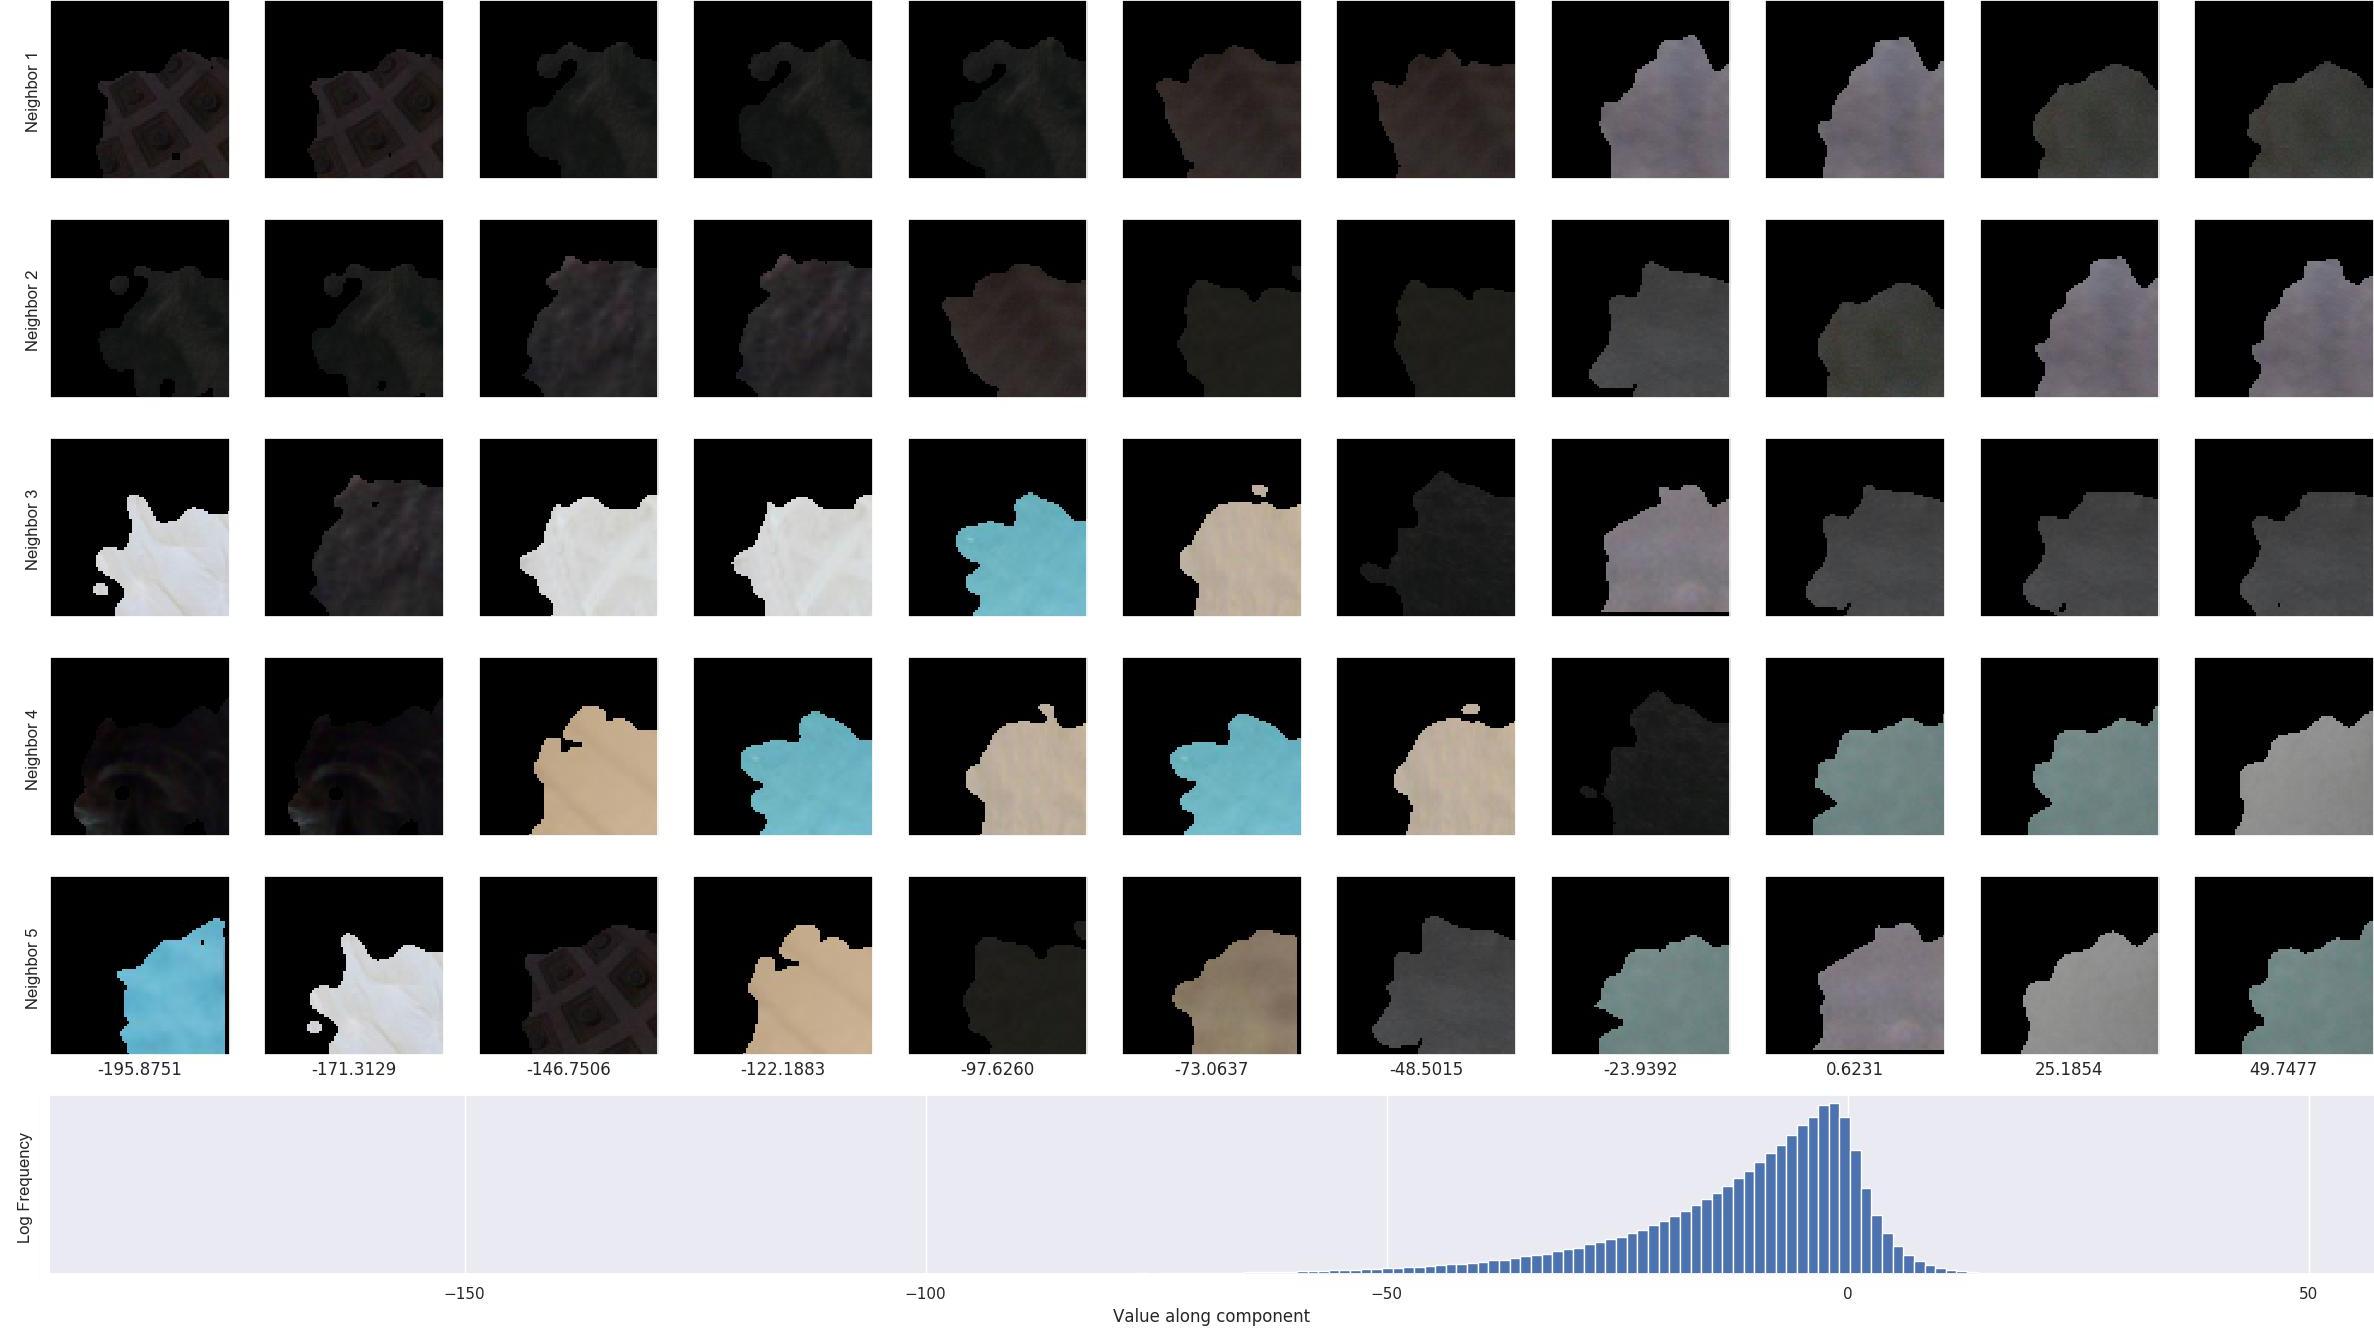 Neighbor 1
Neighbor 2
Neighbor 3
Neighbor 4
Neighbor 5
-195.8751 -171.3129 -146.7506 -122.1883 -97.6260 -73.0637 -48.5015 -23.9392 0.6231 25.1854 49.7477
Log Frequency
−150 −100 −50 0 50
Value along component